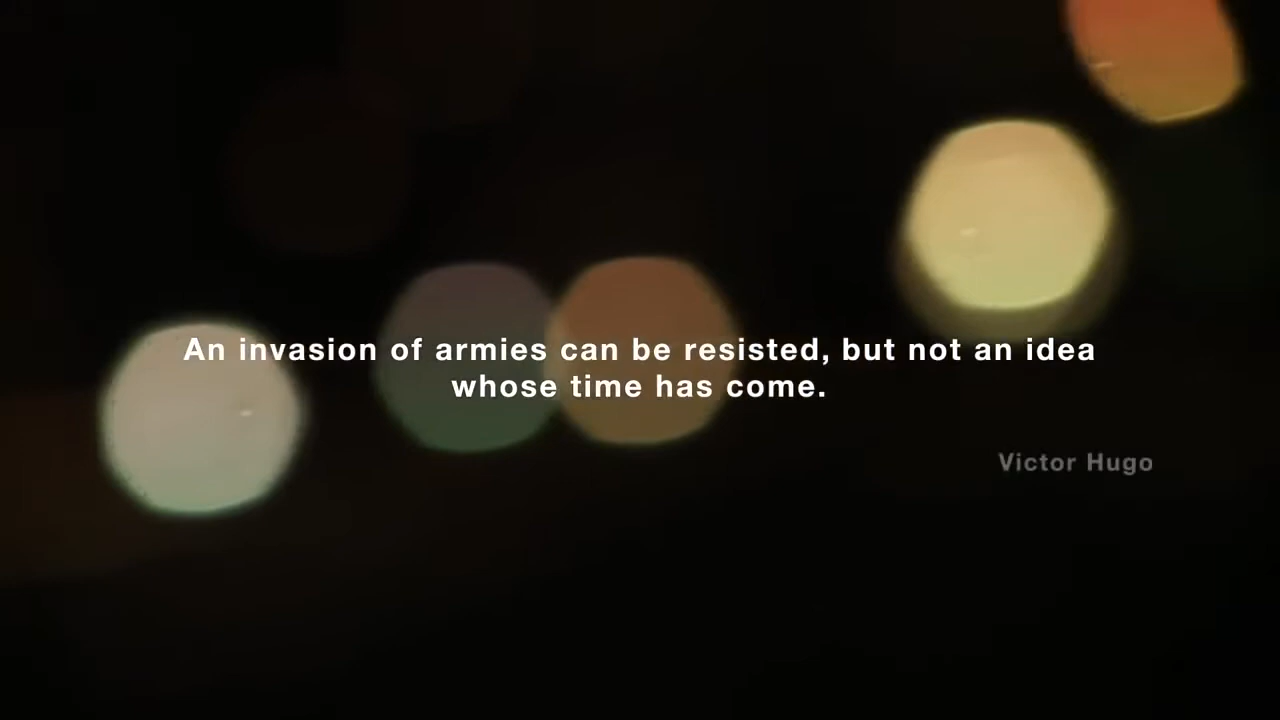 An invasion of armies can be resisted, but not an idea
whose time has come.
Victor Hugo